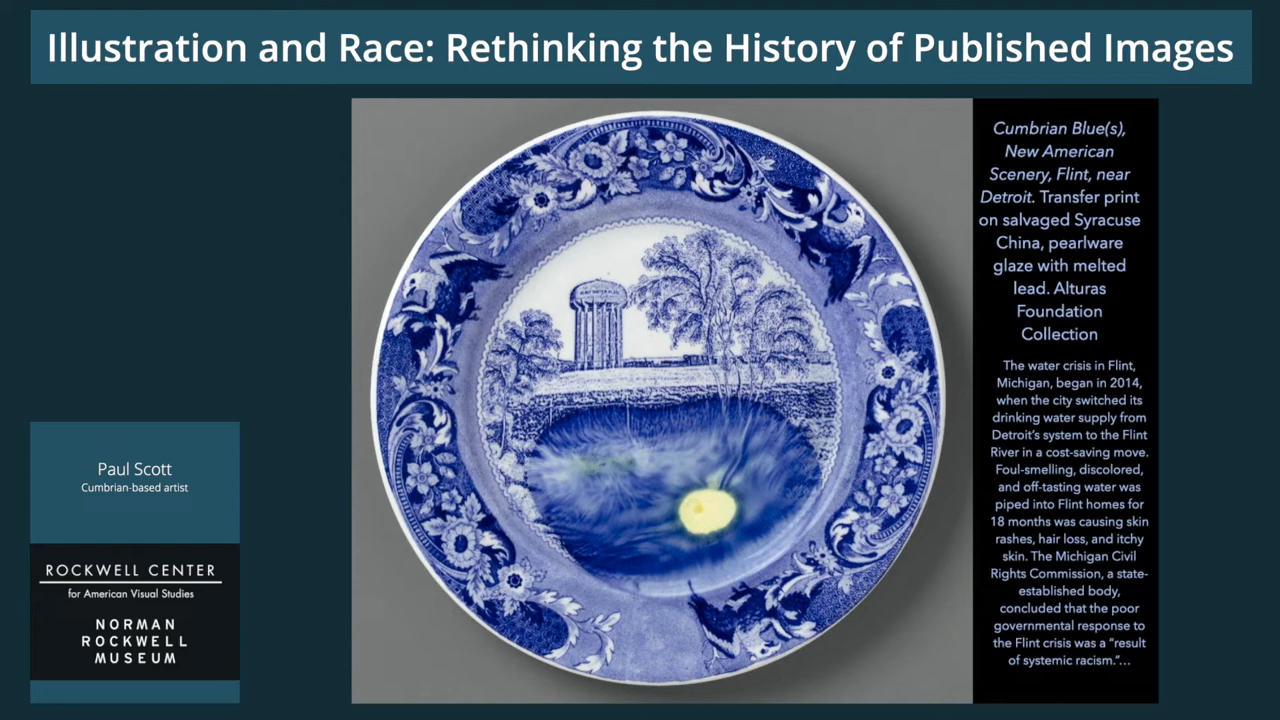 Illustration and Race: Rethinking the History of Published Images
Cumbrian Blue(s),
New American
Scenery, Flint, near
Detroit. Transfer print
on salvaged Syracuse
China, pearlware
glaze with melted
lead. Alturas
Foundation
Collection
The water crisis in Flint,
Michigan, began in 2014,
when the city switched its
drinking water supply from
Detroit's system to the Flint
River in a cost-saving move.
Foul-smelling, discolored,
and off-tasting water was
piped into Flint homes for
18 months was causing skin
rashes, hair loss, and itchy
skin. The Michigan Civil
Rights Commission, a state-
established body,
concluded that the poor
governmental response to
the Flint crisis was a "result
of systemic racism."…
Paul Scott
Cumbrian-based artist
ROCKWELL CENTER
for American Visual Studies
NORMAN
ROCKWELL
MUSEUM